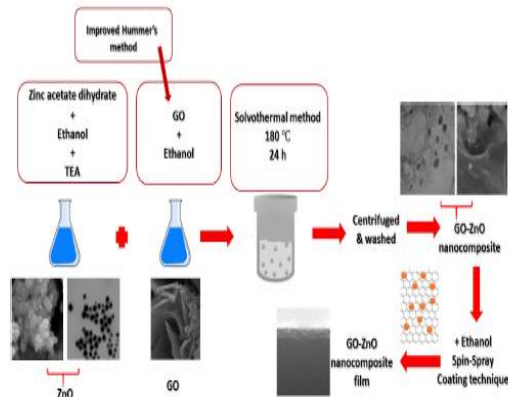 Improved Hummer's
method
Zinc acetate dihydrate
+
Ethanol
+
TEA
GO
+
Ethanol
Solvothermal method
180 °C
24 h
Centrifuged
& washed
GO-ZnO
nanocomposite
+ Ethanol
Spin-Spray
Coating technique
GO-ZnO
nanocomposite
film
ZnO
GO